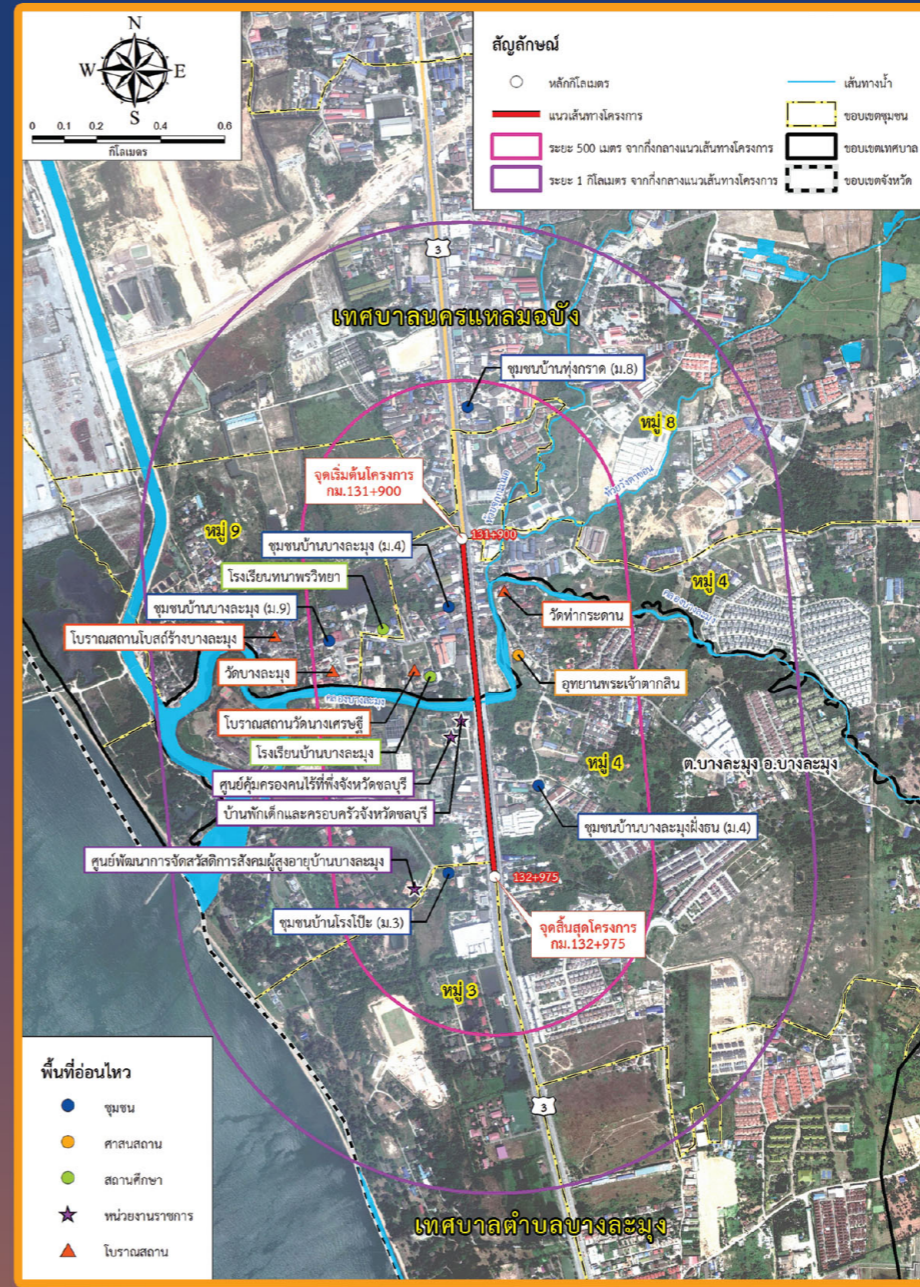 N
W E
S
0 0.1 0.2 0.4 0.6
กิโลเมตร
สัญลักษณ์
หลักกิโลเมตร
แนวเส้นทางโครงการ
ระยะ 500 เมตร จากกึ่งกลางแนวเส้นทางโครงการ
ระยะ 1 กิโลเมตร จากกึ่งกลางแนวเส้นทางโครงการ
เส้นทางน้ำ
ขอบเขตชุมชน
ขอบเขตเทศบาล
ขอบเขตจังหวัด
3
เทศบาลนครแหลมฉบัง
ชุมชนบ้านทุ่งกราด (ม.8)
หมู่ 8
จุดเริ่มต้นโครงการ
กม.131+900
131+900
หมู่ 9
ชุมชนบ้านบางละมุง (ม.4)
หมู่ 4
โรงเรียนทนาพรวิทยา
ชุมชนบ้านบางละมุง (ม.9)
วัดท่ากระดาน
โบราณสถานโบสถ์ร้างบางละมุง
วัดบางละมุง
อุทยานพระเจ้าตากสิน
คลองบางละมุง
คลองบางละมุง
โบราณสถานวัดนางเศรษฐี
โรงเรียนบ้านบางละมุง
หมู่ 4
ต.บางละมุง อ.บางละมุง
ศูนย์คุ้มครองคนไร้ที่พึ่งจังหวัดชลบุรี
บ้านพักเด็กและครอบครัวจังหวัดชลบุรี
ชุมชนบ้านบางละมุงฝั่งธน (ม.4)
ศูนย์พัฒนาการจัดสวัสดิการสังคมผู้สูงอายุบ้านบางละมุง
132+975
ชุมชนบ้านโรงโป๊ะ (ม.3)
จุดสิ้นสุดโครงการ
กม.132+975
หมู่ 3
3
พื้นที่อ่อนไหว
ชุมชน
ศาสนสถาน
สถานศึกษา
หน่วยงานราชการ
โบราณสถาน
เทศบาลตำบลบางละมุง